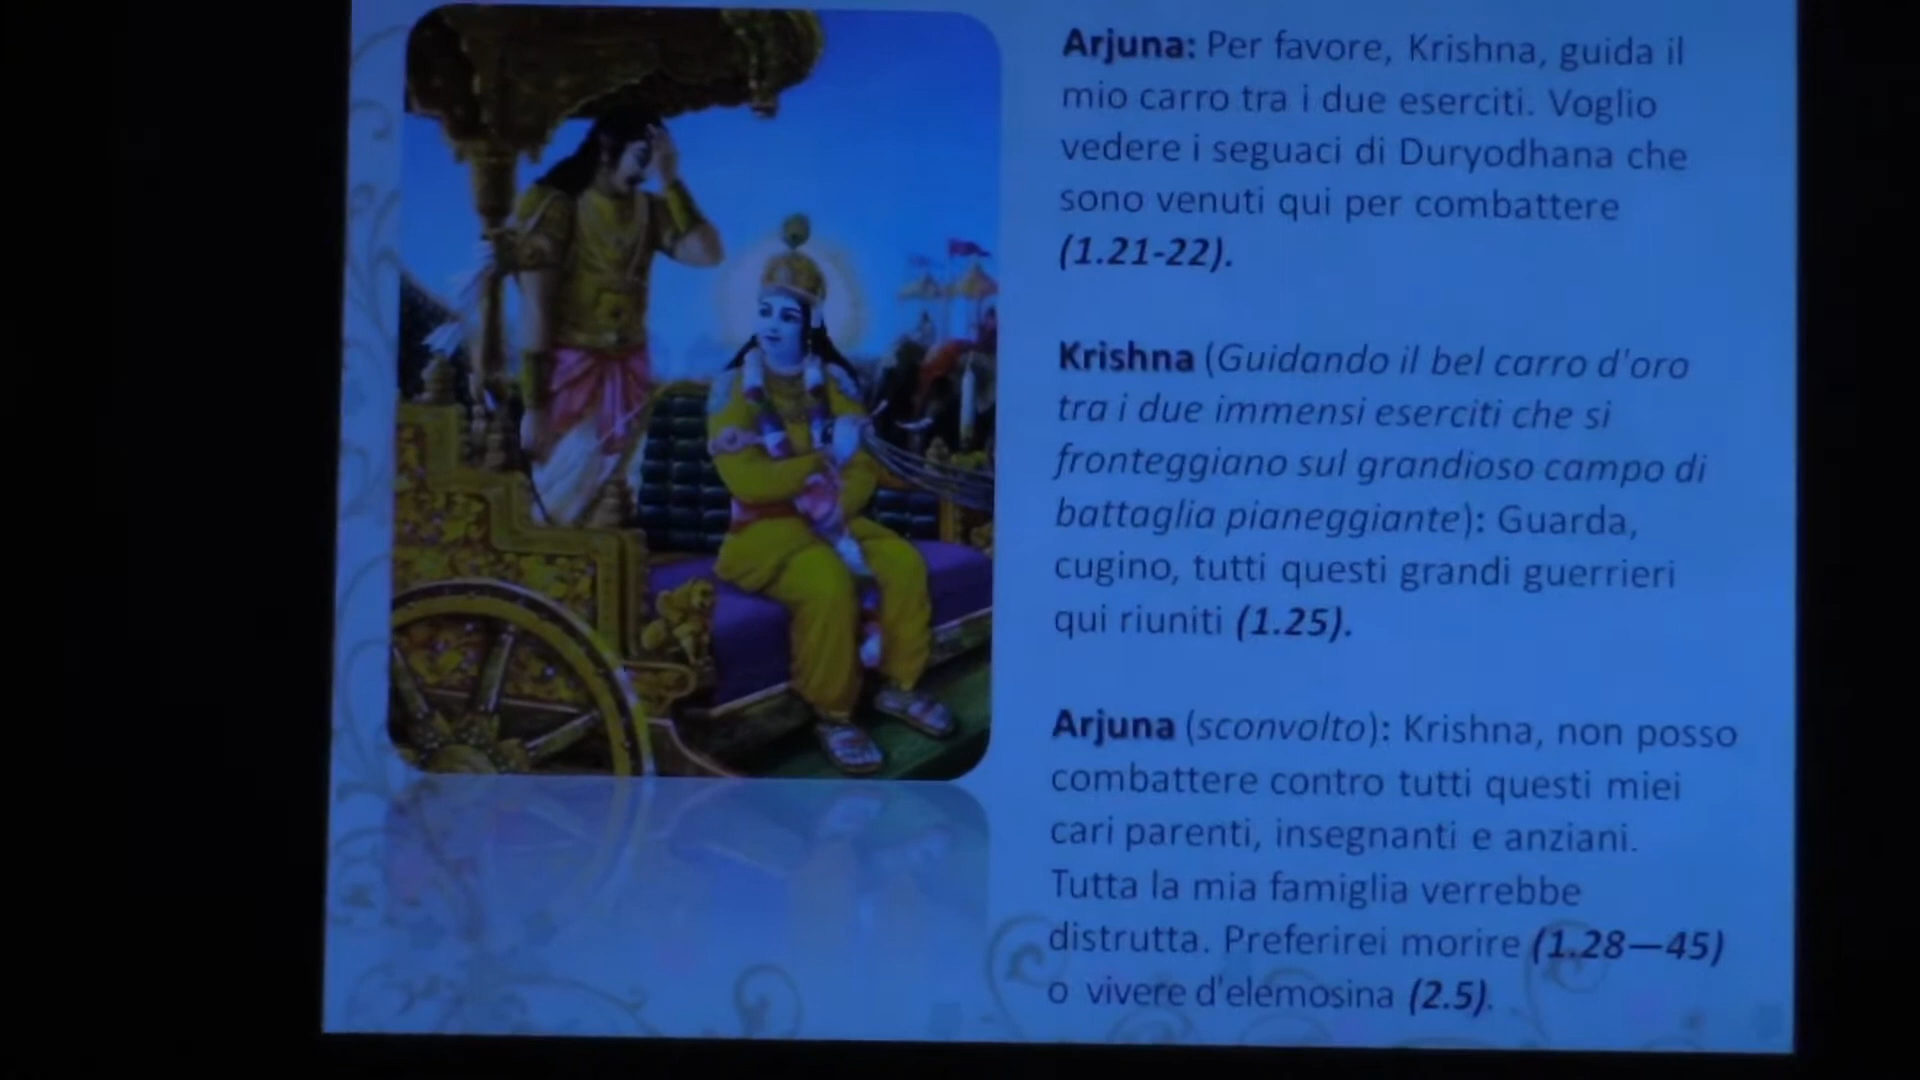 Arjuna: Per favore, Krishna, guida il
mio carro tra i due eserciti. Voglio
vedere i seguaci di Duryodhana che
sono venuti qui per combattere
(1.21-22).
Krishna (Guidando il bel carro d'oro
tra i due immensi eserciti che si
fronteggiano sul grandioso campo di
battaglia pianeggiante): Guarda,
cugino, tutti questi grandi guerrieri
qui riuniti (1.25).
Arjuna (sconvolto): Krishna, non posso
combattere contro tutti questi miei
cari parenti, insegnanti e anziani.
Tutta la mia famiglia verrebbe
distrutta. Preferirei morire (1.28—45)
o vivere d'elemosina (2.5).